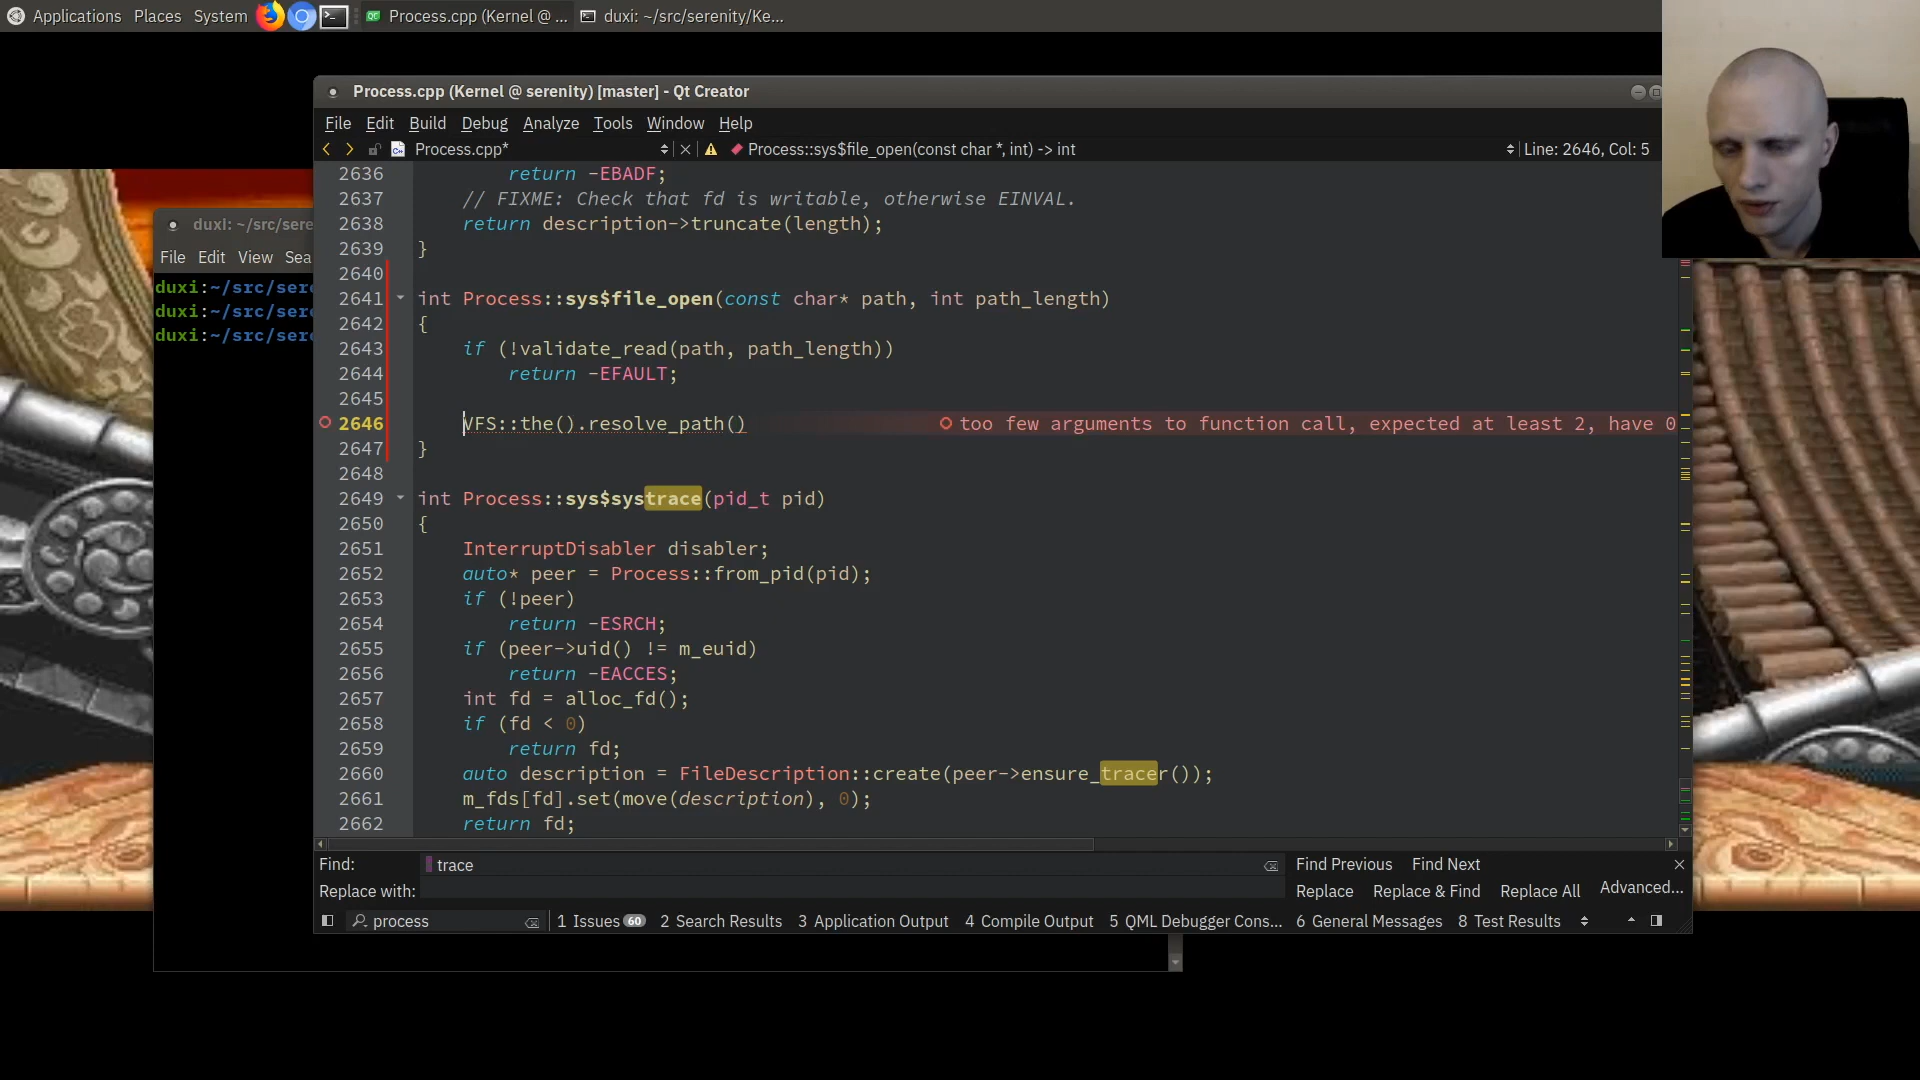 Applications Places System Process.cpp (Kernel @ ... duxi: ~/src/serenity/Ke...
Process.cpp (Kernel @ serenity) [master] - Qt Creator
File Edit Build Debug Analyze Tools Window Help
Process.cpp* Process::sys$file_open(const char *, int) -> int Line: 2646, Col: 5
duxi: ~/src/sere
File Edit View Sea
duxi:~/src/sere
duxi:~/src/sere
duxi:~/src/sere
2636 return -EBADF;
2637 // FIXME: Check that fd is writable, otherwise EINVAL.
2638 return description->truncate(length);
2639 }
2640
2641 int Process::sys$file_open(const char* path, int path_length)
2642 {
2643 if (!validate_read(path, path_length))
2644 return -EFAULT;
2645
2646 VFS::the().resolve_path() too few arguments to function call, expected at least 2, have 0
2647 }
2648
2649 int Process::sys$systrace(pid_t pid)
2650 {
2651 InterruptDisabler disabler;
2652 auto* peer = Process::from_pid(pid);
2653 if (!peer)
2654 return -ESRCH;
2655 if (peer->uid() != m_euid)
2656 return -EACCES;
2657 int fd = alloc_fd();
2658 if (fd < 0)
2659 return fd;
2660 auto description = FileDescription::create(peer->ensure_tracer());
2661 m_fds[fd].set(move(description), 0);
2662 return fd;
Find: trace Find Previous Find Next
Replace with: Replace Replace & Find Replace All Advanced...
process 1 Issues 60 2 Search Results 3 Application Output 4 Compile Output 5 QML Debugger Cons... 6 General Messages 8 Test Results